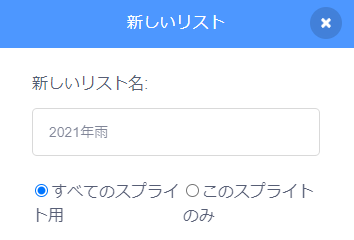 新しいリスト
新しいリスト名:
2021年雨
すべてのスプライ
ト用
このスプライト
のみ